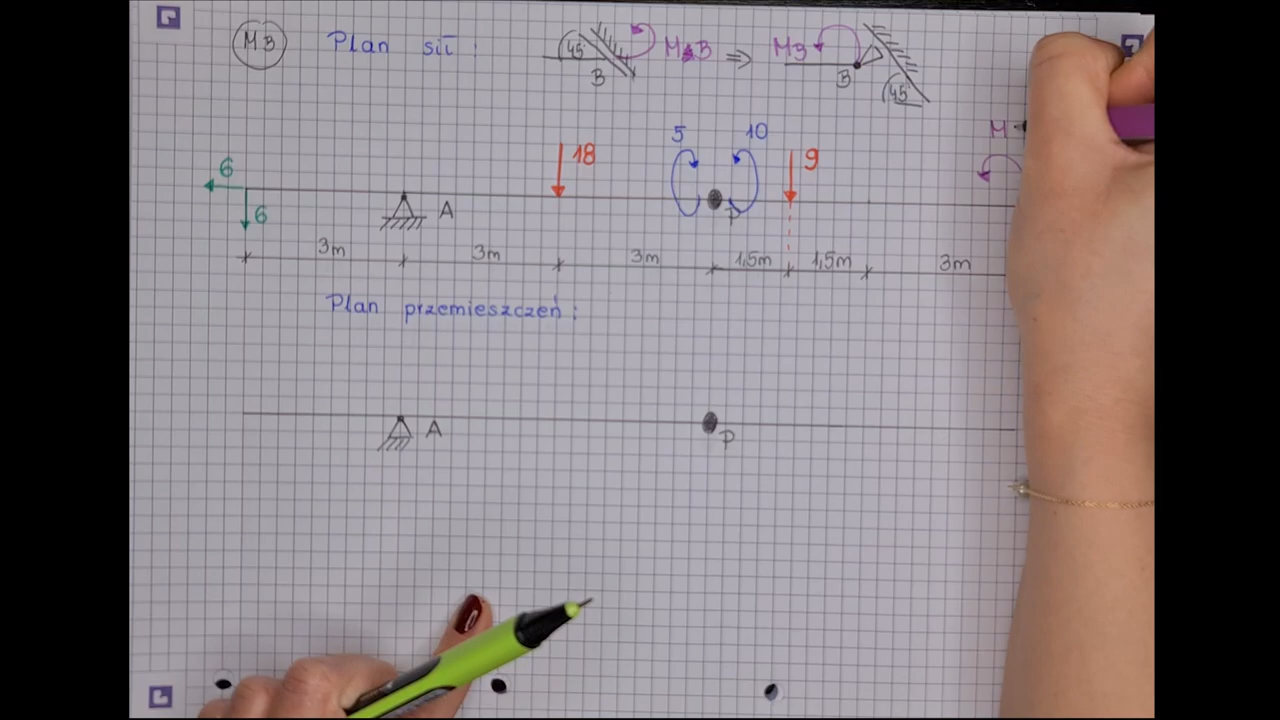 MB Plan sił: 45° B MB ⇒ MB B 45°
5 10 M
6 18 9
6 A P
3m 3m 3m 1,5m 1,5m 3m
Plan przemieszczeń:
A P